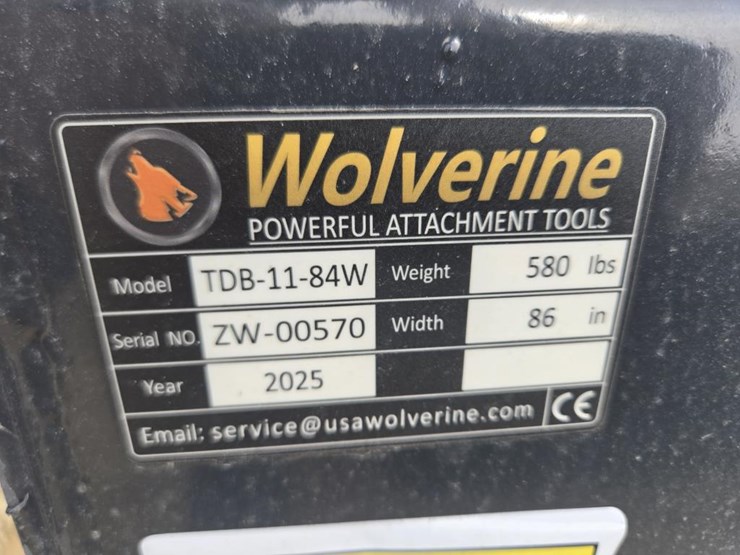 Wolverine
POWERFUL ATTACHMENT TOOLS
Model TDB-11-84W Weight 580 lbs
Serial NO. ZW-00570 Width 86 in
Year 2025
Email: service@usawolverine.com CE